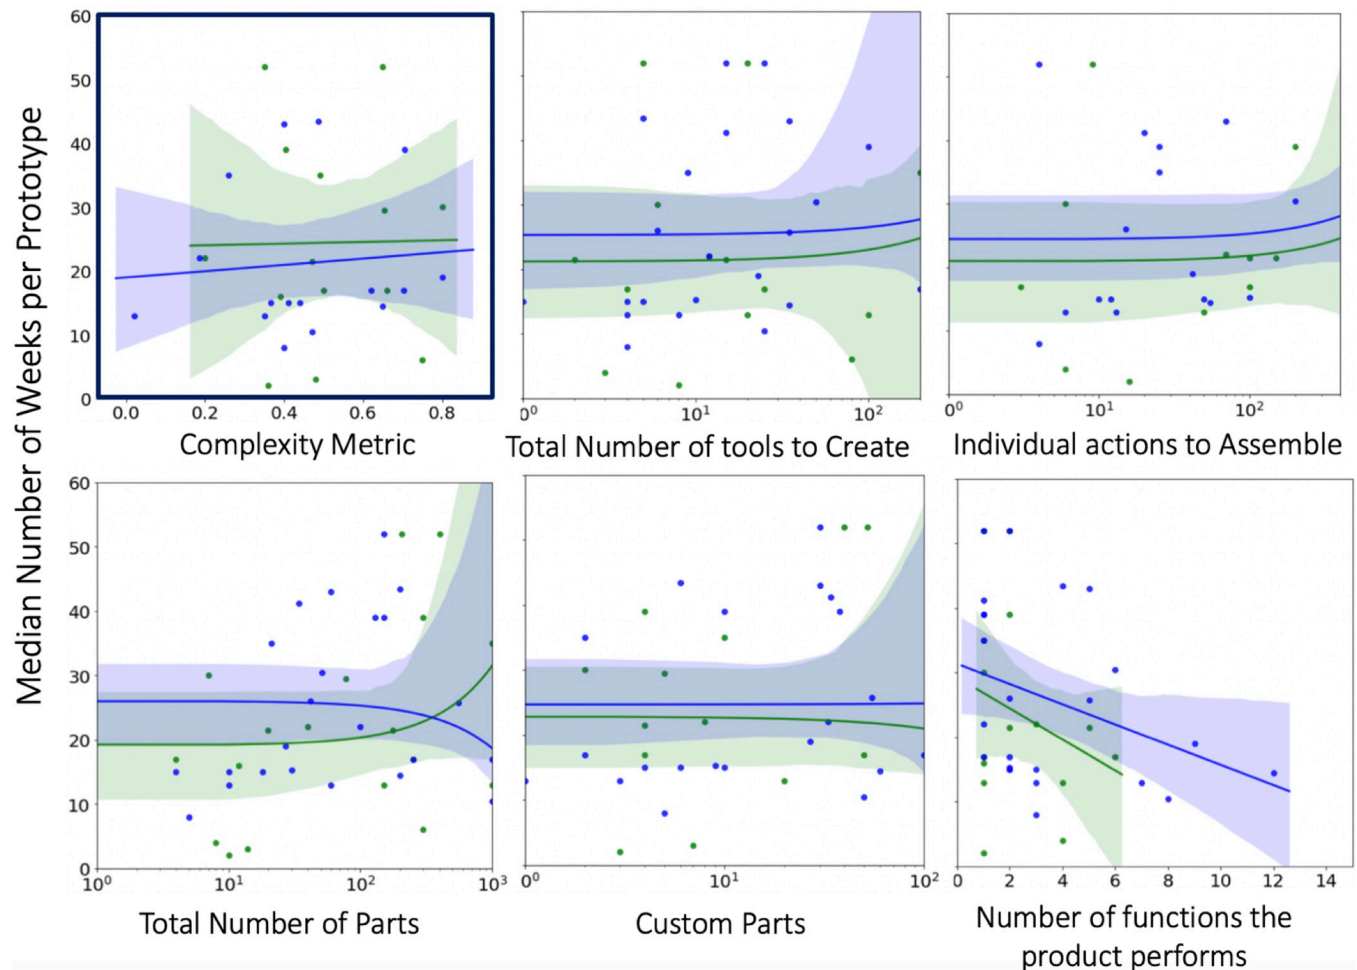 Median Number of Weeks per Prototype
60
50
40
30
20
10
0
0.0 0.2 0.4 0.6 0.8
Complexity Metric
10⁰ 10¹ 10²
Total Number of tools to Create
10⁰ 10¹ 10²
Individual actions to Assemble
60
50
40
30
20
10
0
10⁰ 10¹ 10² 10³
Total Number of Parts
10⁰ 10¹ 10²
Custom Parts
0 2 4 6 8 10 12 14
Number of functions the
product performs